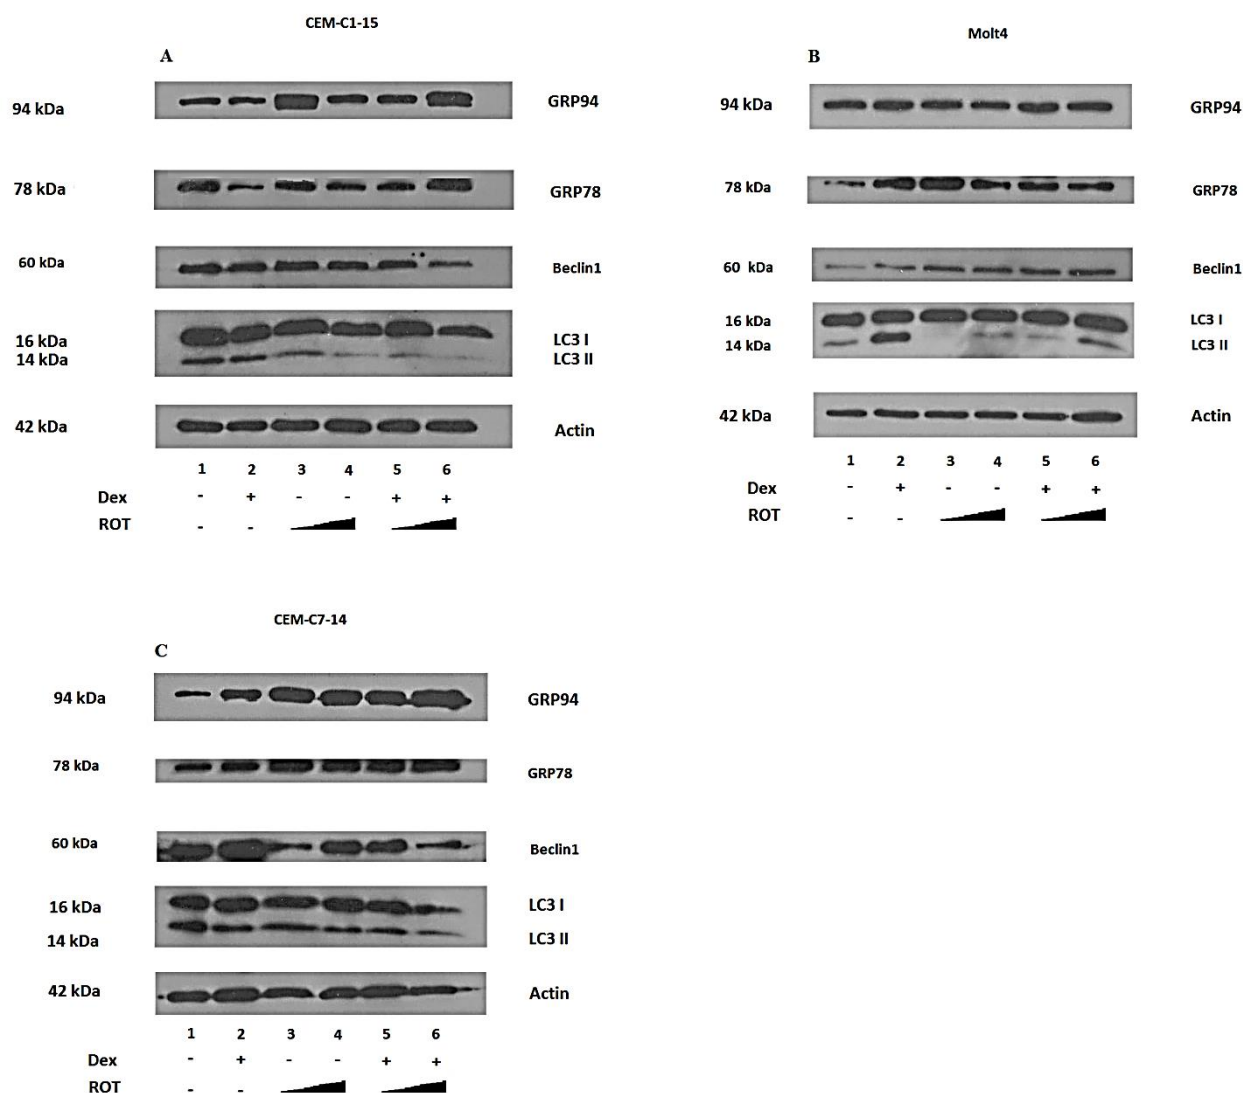 CEM-C1-15
A
94 kDa GRP94
78 kDa GRP78
60 kDa Beclin1
16 kDa LC3 I
14 kDa LC3 II
42 kDa Actin
1 2 3 4 5 6
Dex - + - - + +
ROT - -
Molt4
B
94 kDa GRP94
78 kDa GRP78
60 kDa Beclin1
16 kDa LC3 I
14 kDa LC3 II
42 kDa Actin
1 2 3 4 5 6
Dex - + - - + +
ROT - -
CEM-C7-14
C
94 kDa GRP94
78 kDa GRP78
60 kDa Beclin1
16 kDa LC3 I
14 kDa LC3 II
42 kDa Actin
1 2 3 4 5 6
Dex - + - - + +
ROT - -